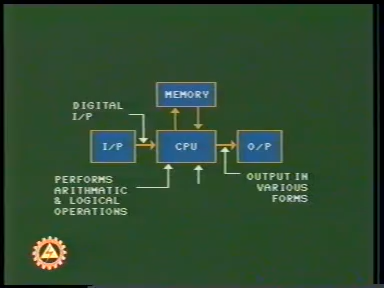 MEMORY
DIGITAL
I/P
I/P
CPU
O/P
PERFORMS
ARITHMATIC
& LOGICAL
OPERATIONS
OUTPUT IN
VARIOUS
FORMS